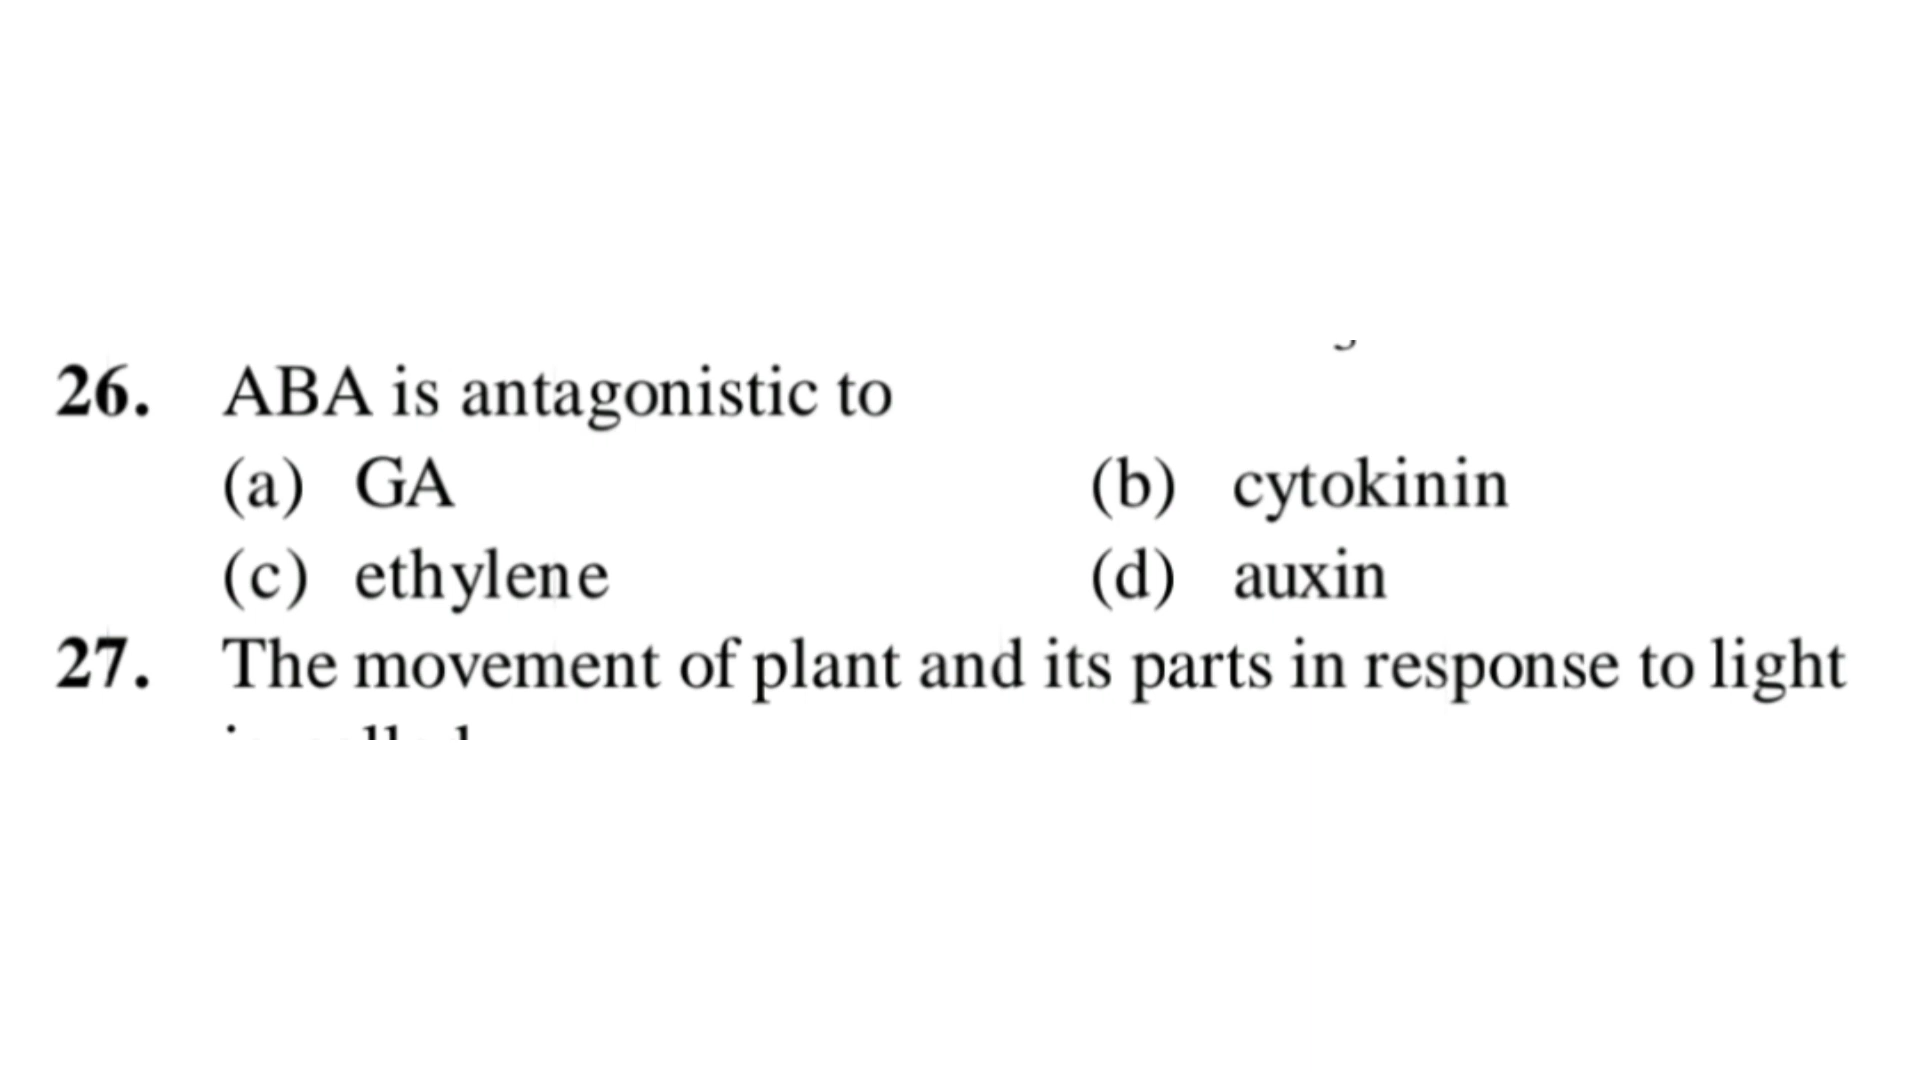 26. ABA is antagonistic to
(a) GA (b) cytokinin
(c) ethylene (d) auxin
27. The movement of plant and its parts in response to light